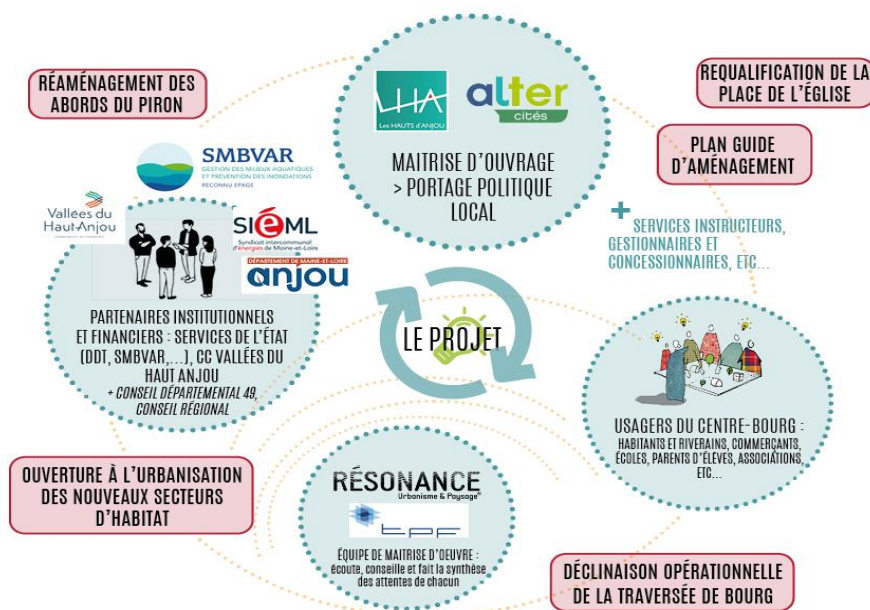 RÉAMÉNAGEMENT DES
ABORDS DU PIRON
LHA
Les HAUTS d'ANJOU
alter
cités
MAITRISE D'OUVRAGE
> PORTAGE POLITIQUE
LOCAL
REQUALIFICATION DE LA
PLACE DE L'ÉGLISE
PLAN GUIDE
D'AMÉNAGEMENT
+ SERVICES INSTRUCTEURS,
GESTIONNAIRES ET
CONCESSIONNAIRES, ETC...
SMBVAR
GESTION DES MILIEUX AQUATIQUES
ET PRÉVENTION DES INONDATIONS
RECONNU EPAGE
Vallées du
Haut-Anjou
SIÉML
Syndicat intercommunal
d'énergies de Maine-et-Loire
DÉPARTEMENT DE MAINE-ET-LOIRE
anjou
PARTENAIRES INSTITUTIONNELS
ET FINANCIERS : SERVICES DE L'ÉTAT
(DDT, SMBVAR,...), CC VALLÉES DU
HAUT ANJOU
+ CONSEIL DÉPARTEMENTAL 49,
CONSEIL RÉGIONAL
LE PROJET
USAGERS DU CENTRE-BOURG :
HABITANTS ET RIVERAINS, COMMERÇANTS,
ÉCOLES, PARENTS D'ÉLÈVES, ASSOCIATIONS,
ETC...
OUVERTURE À L'URBANISATION
DES NOUVEAUX SECTEURS
D'HABITAT
RÉSONANCE
Urbanisme & Paysage
tpf
ÉQUIPE DE MAITRISE D'OEUVRE :
écoute, conseille et fait la synthèse
des attentes de chacun
DÉCLINAISON OPÉRATIONNELLE
DE LA TRAVERSÉE DE BOURG